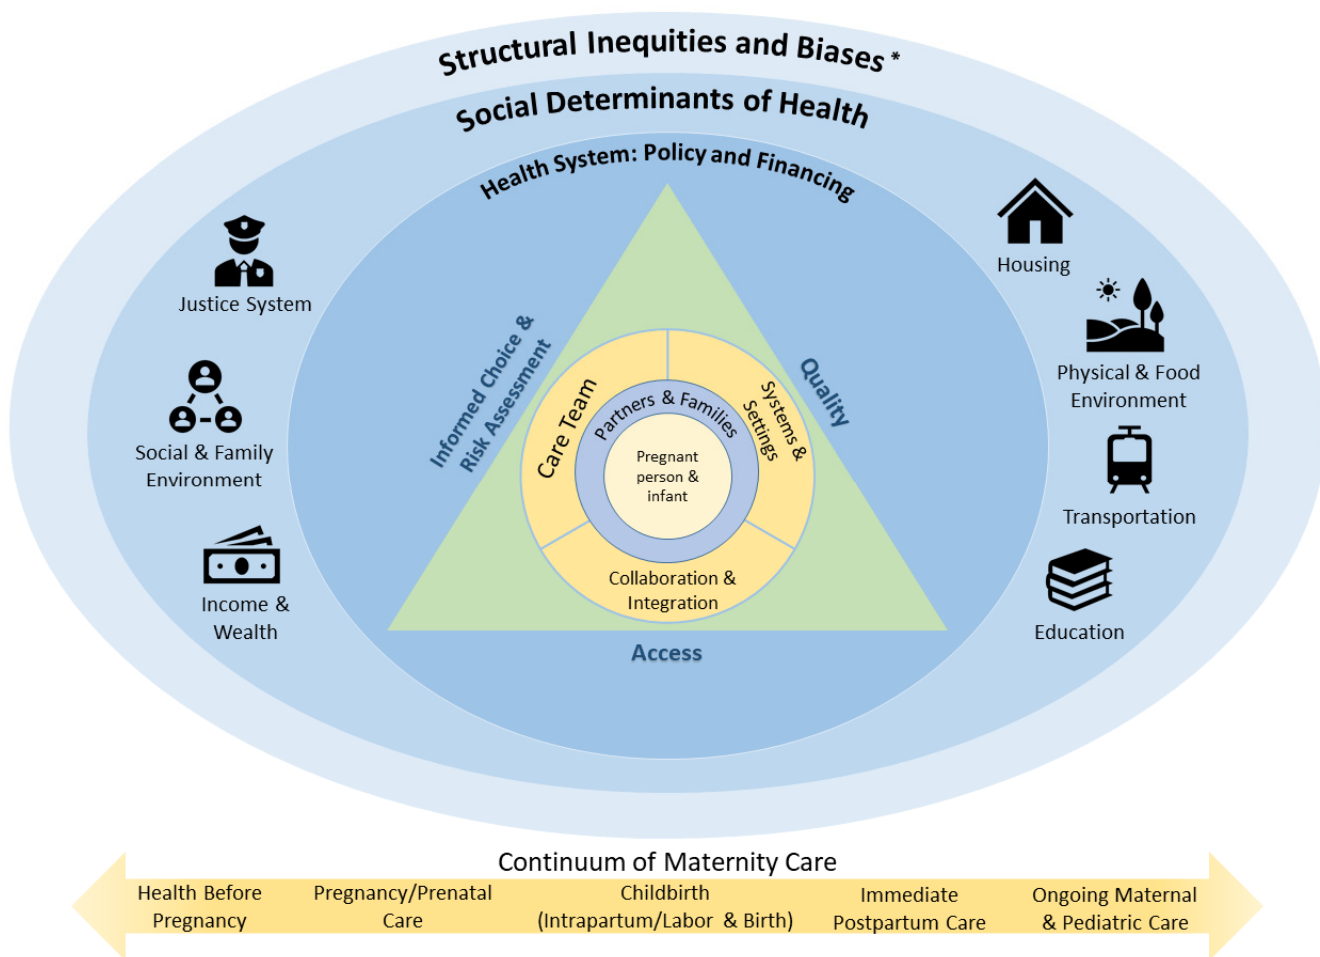 Structural Inequities and Biases *
Social Determinants of Health
Health System: Policy and Financing
Justice System
Social & Family
Environment
Income &
Wealth
Housing
Physical & Food
Environment
Transportation
Education
Informed Choice &
Risk Assessment
Quality
Access
Care Team
Systems &
Settings
Collaboration &
Integration
Partners & Families
Pregnant
person &
infant
Continuum of Maternity Care
Health Before
Pregnancy
Pregnancy/Prenatal
Care
Childbirth
(Intrapartum/Labor & Birth)
Immediate
Postpartum Care
Ongoing Maternal
& Pediatric Care